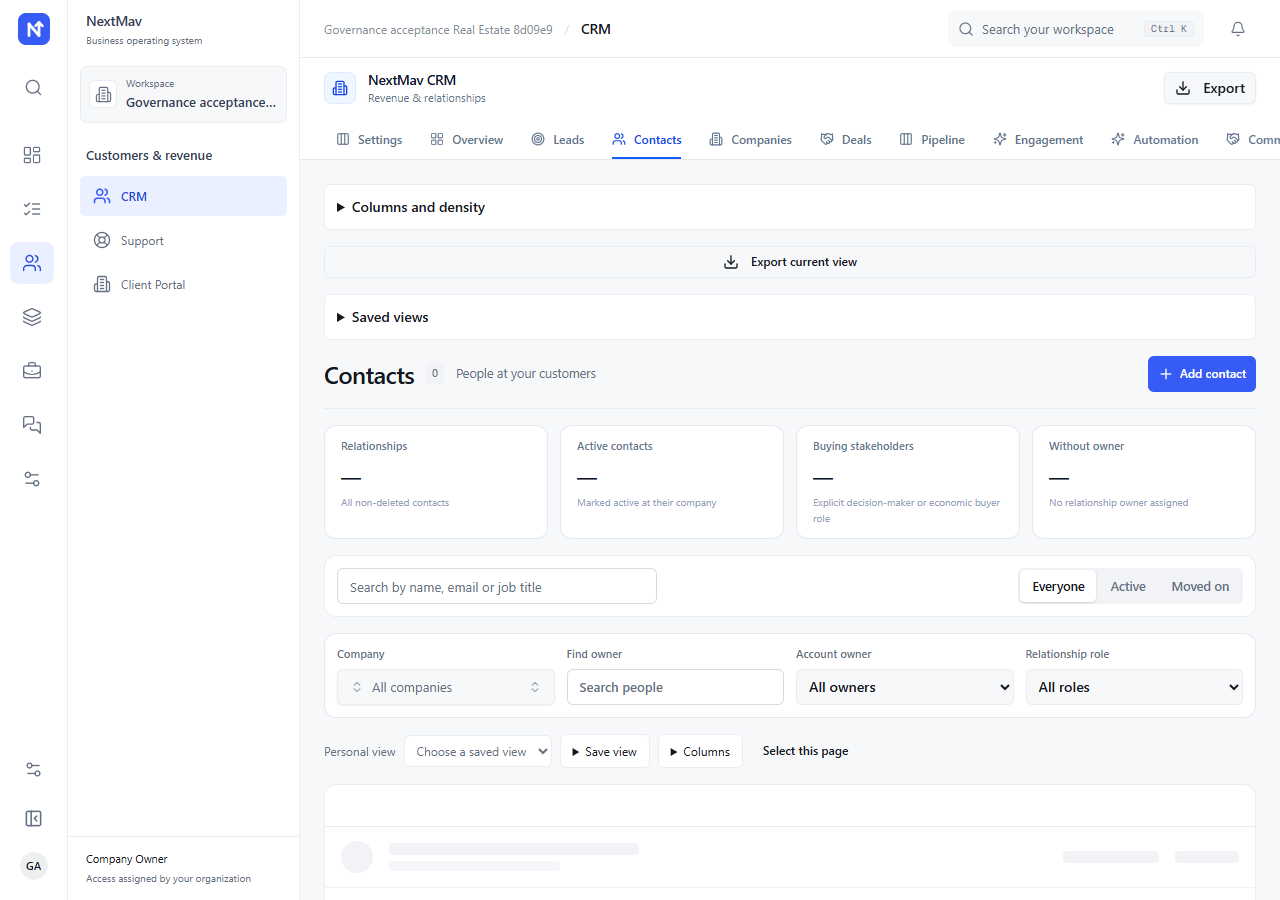 NextMav
Business operating system
Workspace
Governance acceptance...
Customers & revenue
CRM
Support
Client Portal
Company Owner
Access assigned by your organization
GA
Governance acceptance Real Estate 8d09e9 / CRM
Search your workspace
Ctrl K
NextMav CRM
Revenue & relationships
Export
Settings
Overview
Leads
Contacts
Companies
Deals
Pipeline
Engagement
Automation
Comm
Columns and density
Export current view
Saved views
Contacts
0
People at your customers
Add contact
Relationships
—
All non-deleted contacts
Active contacts
—
Marked active at their company
Buying stakeholders
—
Explicit decision-maker or economic buyer
role
Without owner
—
No relationship owner assigned
Search by name, email or job title
Everyone
Active
Moved on
Company
All companies
Find owner
Search people
Account owner
All owners
Relationship role
All roles
Personal view
Choose a saved view
Save view
Columns
Select this page